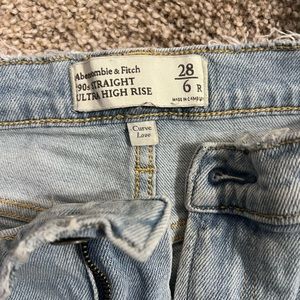 Abercrombie & Fitch
'90s STRAIGHT
ULTRA HIGH RISE
28
6 R
MADE IN CAMBODIA
Curve
Love